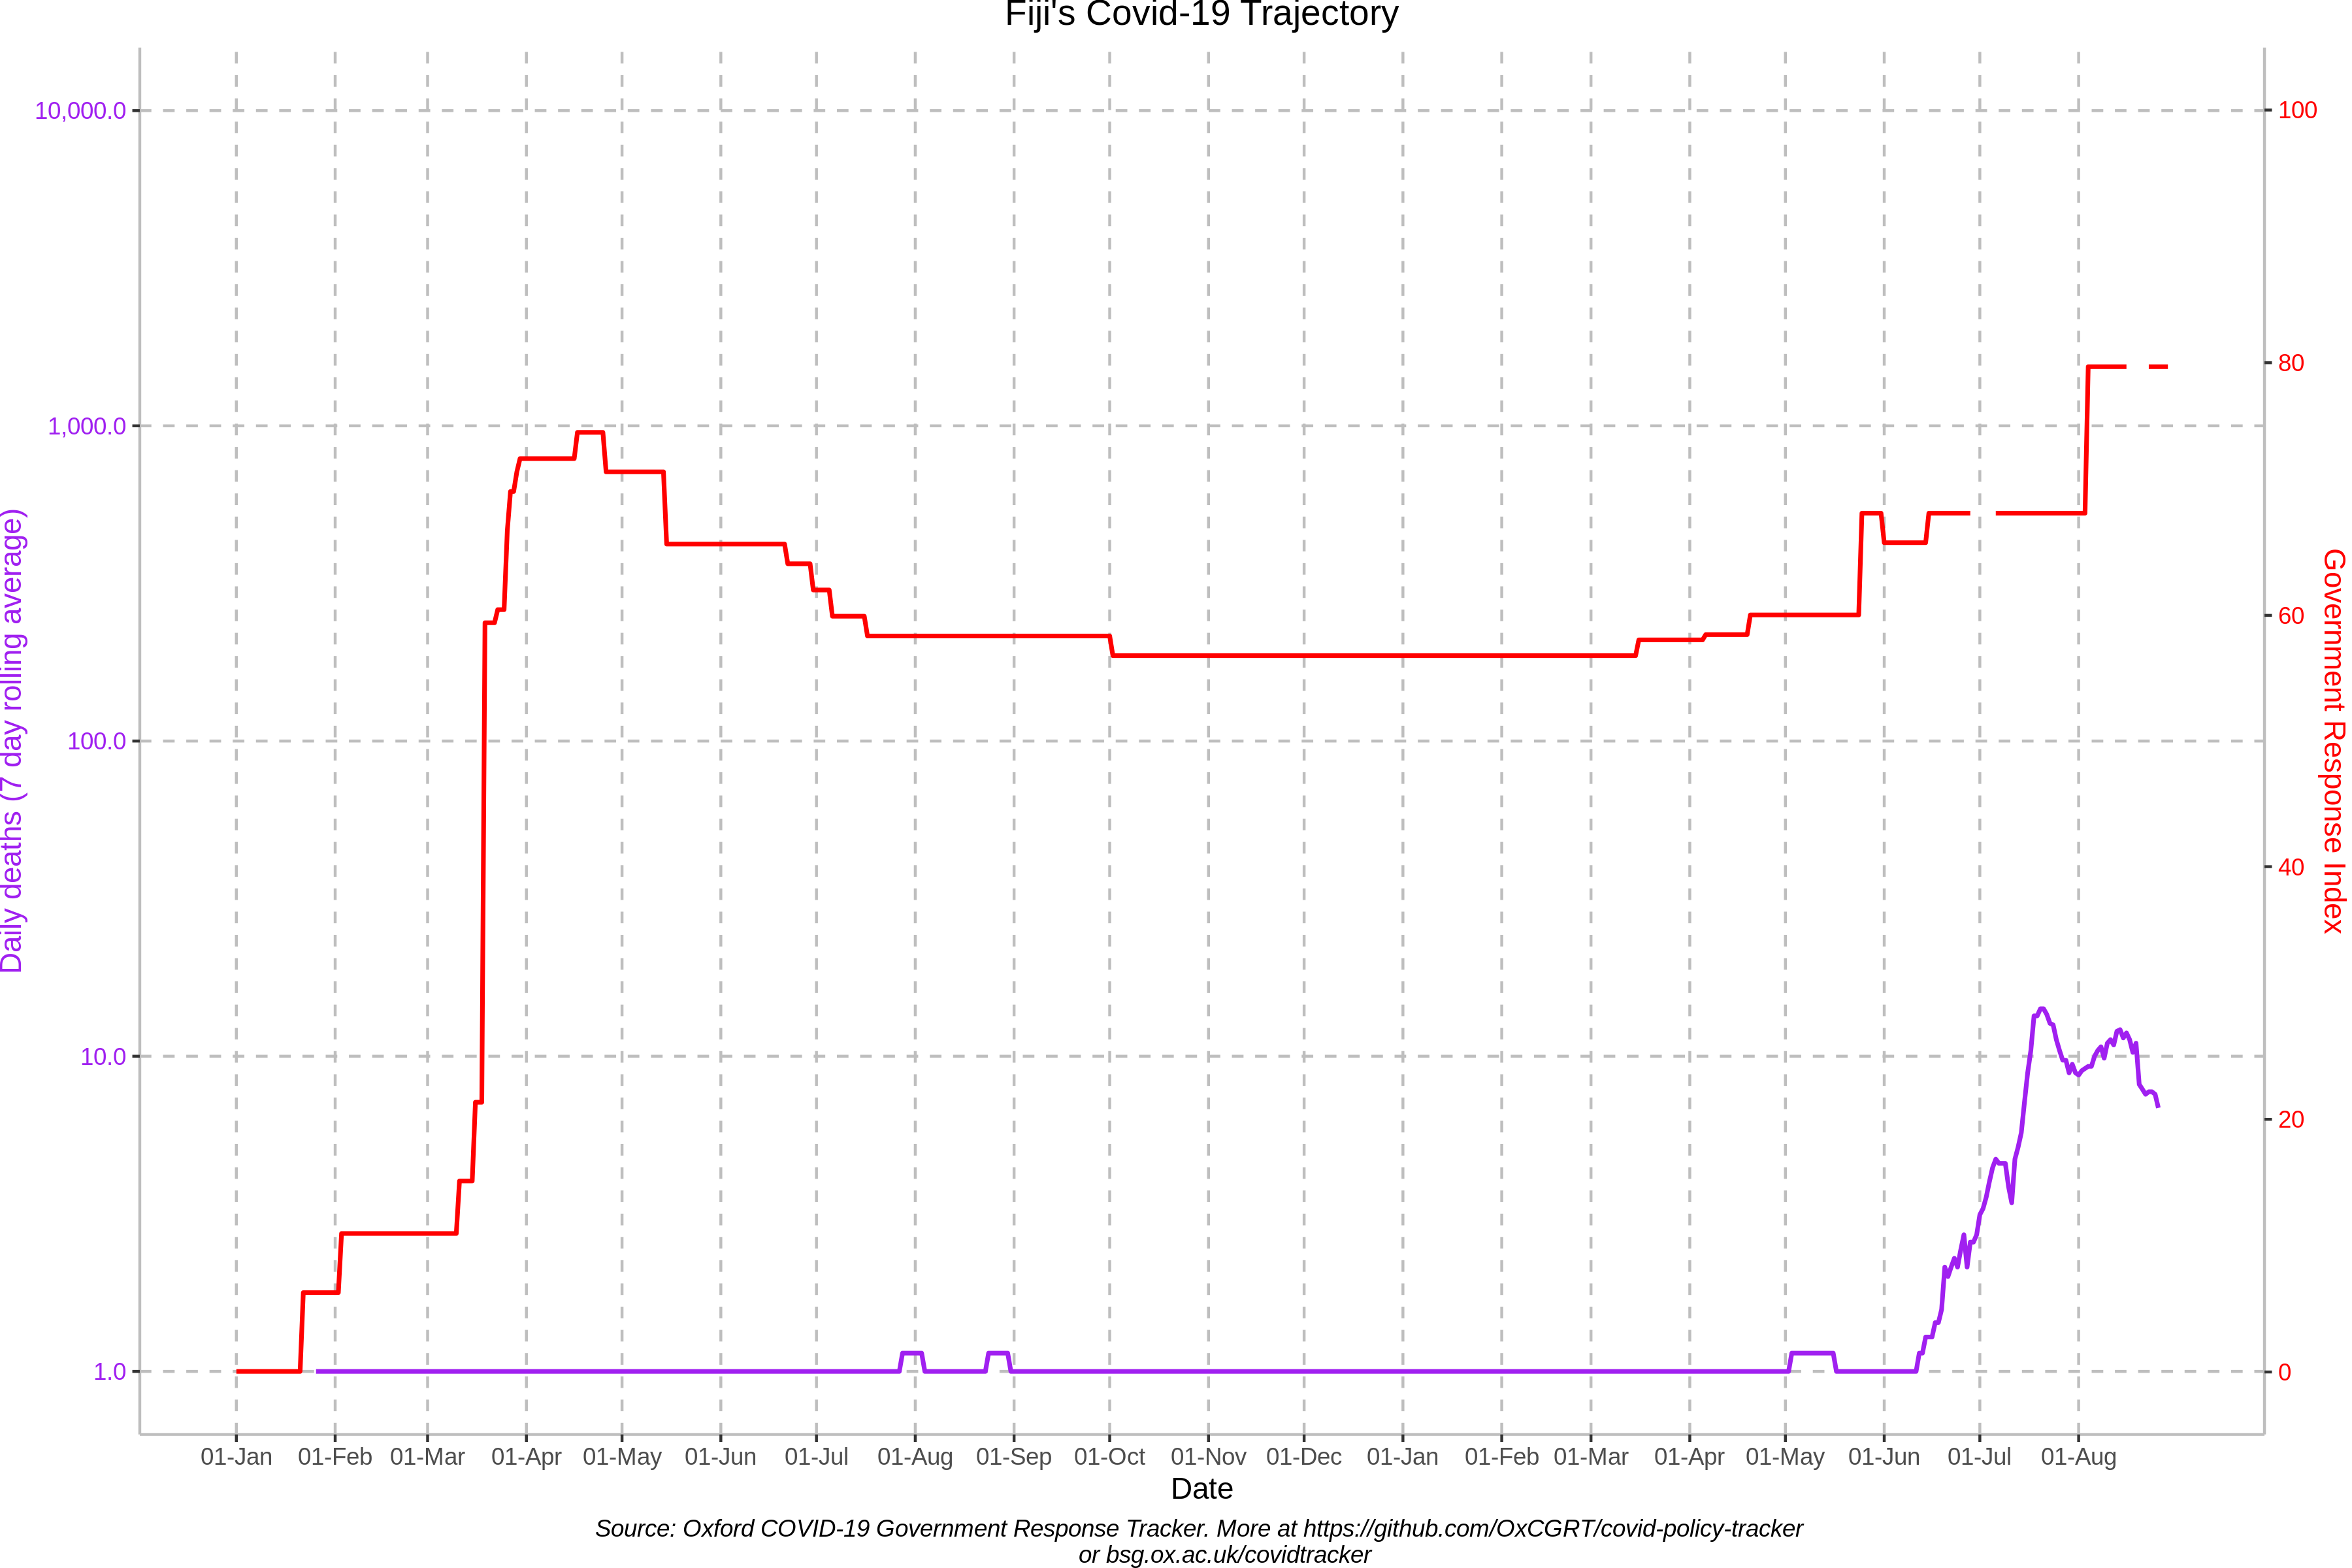 Fiji's Covid-19 Trajectory
10,000.0
1,000.0
100.0
10.0
1.0
Daily deaths (7 day rolling average)
100
80
60
40
20
0
Government Response Index
01-Jan 01-Feb 01-Mar 01-Apr 01-May 01-Jun 01-Jul 01-Aug 01-Sep 01-Oct 01-Nov 01-Dec 01-Jan 01-Feb 01-Mar 01-Apr 01-May 01-Jun 01-Jul 01-Aug
Date
Source: Oxford COVID-19 Government Response Tracker. More at https://github.com/OxCGRT/covid-policy-tracker
or bsg.ox.ac.uk/covidtracker